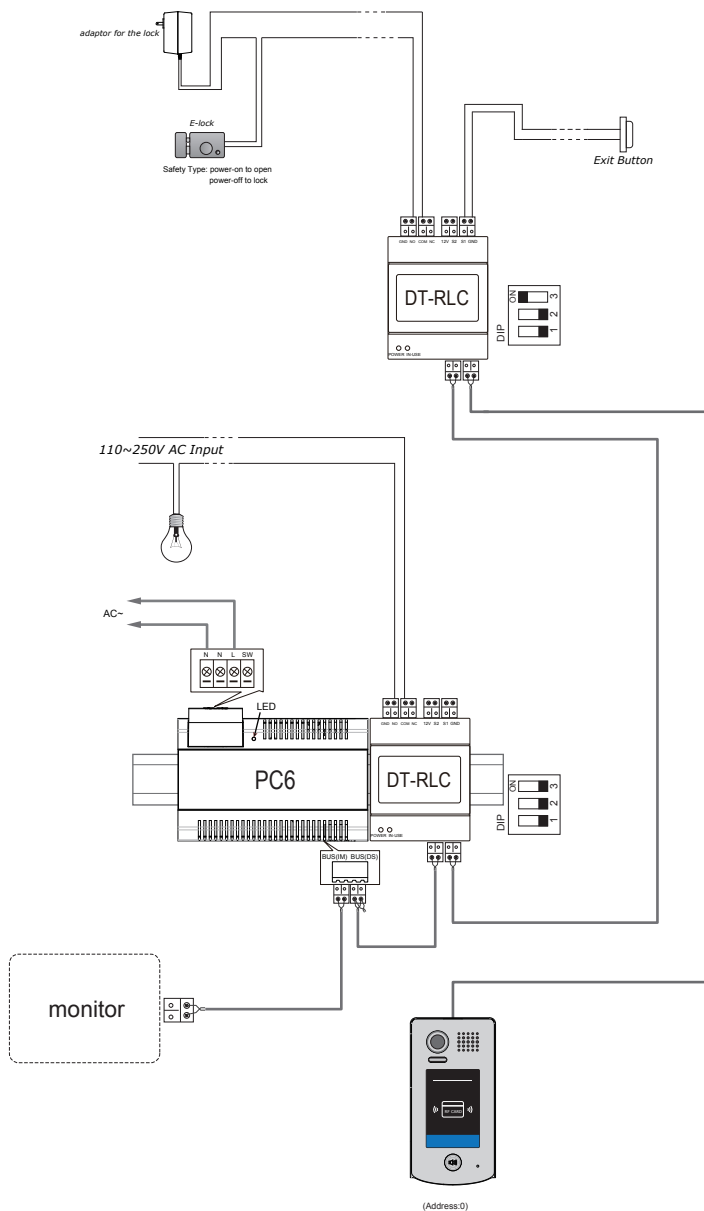 adaptor for the lock
E-lock
Safety Type: power-on to open
power-off to lock
Exit Button
GND NO COM NC 12V S2 S1 GND
DT-RLC
POWER IN-USE
ON
DIP
3
2
1
110~250V AC Input
AC~
N N L SW
LED
GND NO COM NC 12V S2 S1 GND
PC6
DT-RLC
POWER IN-USE
ON
DIP
3
2
1
BUS(IM) BUS(DS)
monitor
RF CARD
(Address:0)